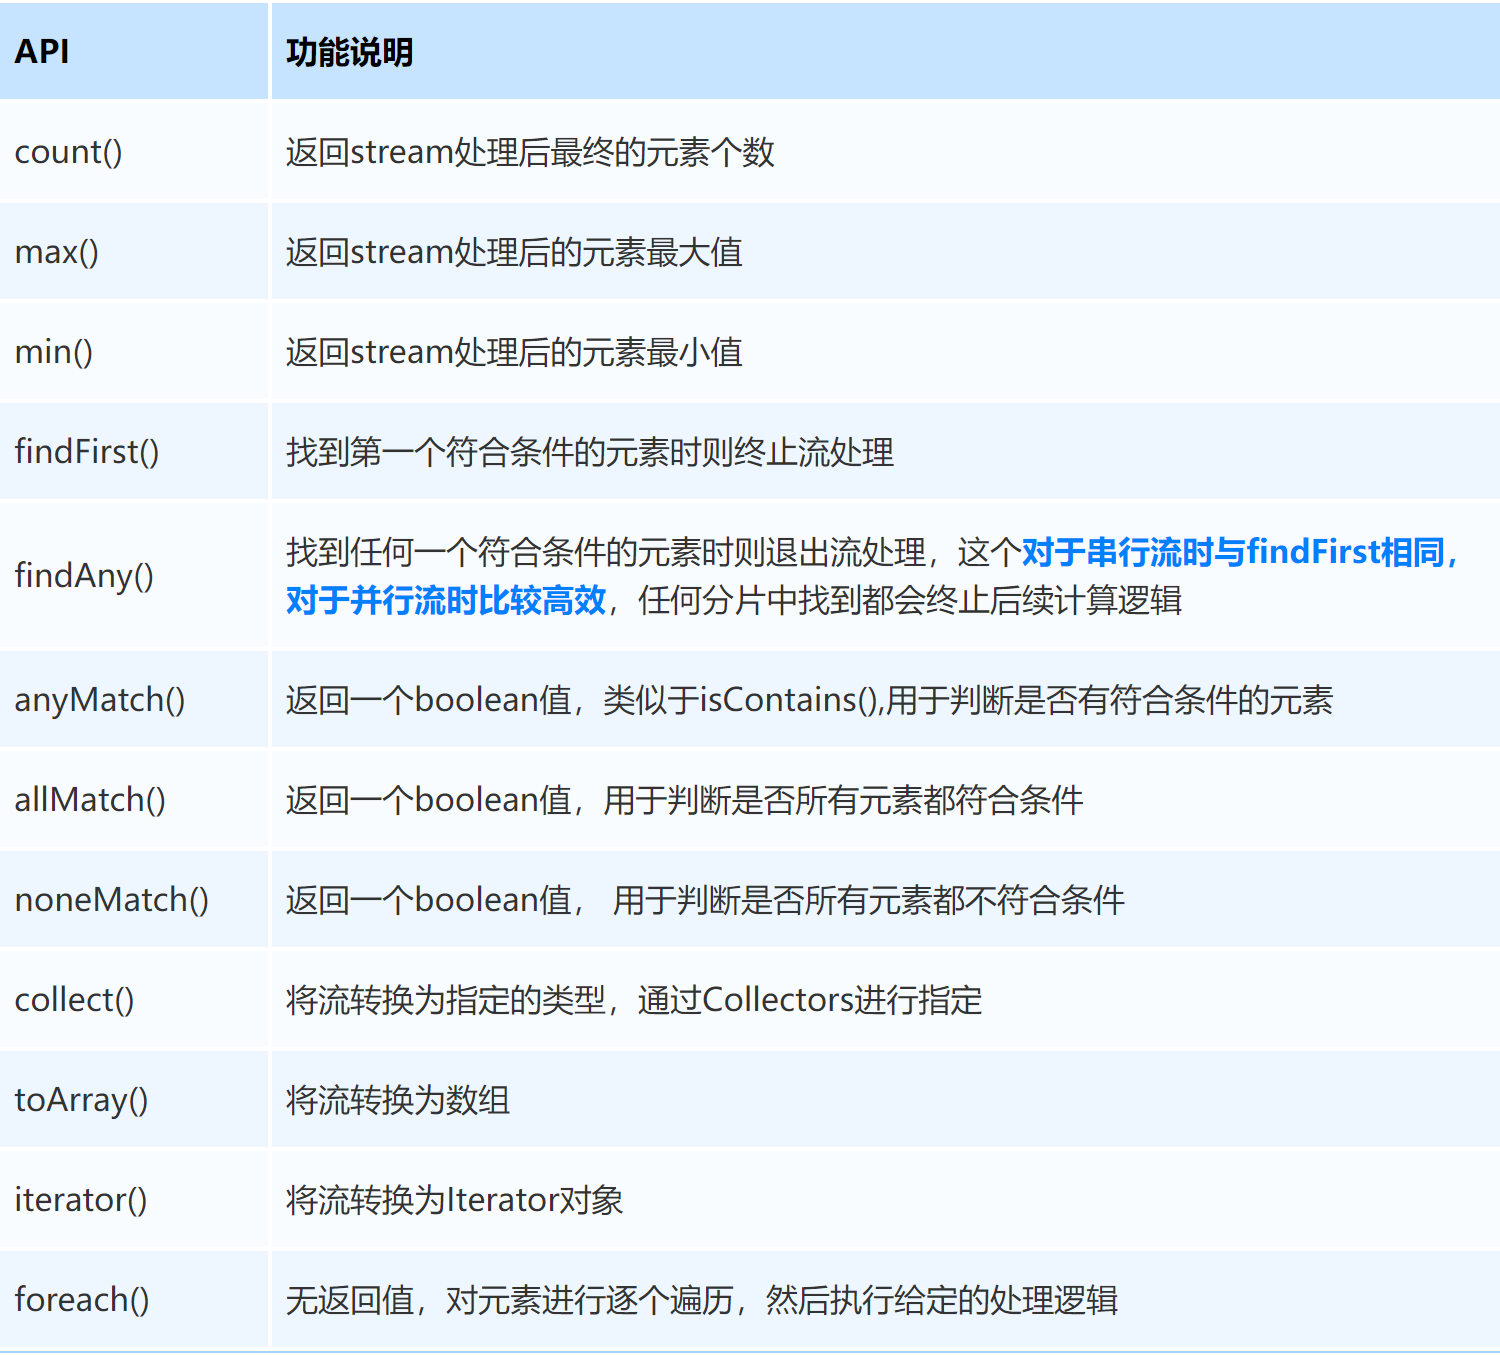 API 功能说明
count() 返回stream处理后最终的元素个数
max() 返回stream处理后的元素最大值
min() 返回stream处理后的元素最小值
findFirst() 找到第一个符合条件的元素时则终止流处理
findAny() 找到任何一个符合条件的元素时则退出流处理，这个对于串行流时与findFirst相同，
对于并行流时比较高效，任何分片中找到都会终止后续计算逻辑
anyMatch() 返回一个boolean值，类似于isContains(),用于判断是否有符合条件的元素
allMatch() 返回一个boolean值，用于判断是否所有元素都符合条件
noneMatch() 返回一个boolean值， 用于判断是否所有元素都不符合条件
collect() 将流转换为指定的类型，通过Collectors进行指定
toArray() 将流转换为数组
iterator() 将流转换为Iterator对象
foreach() 无返回值，对元素进行逐个遍历，然后执行给定的处理逻辑